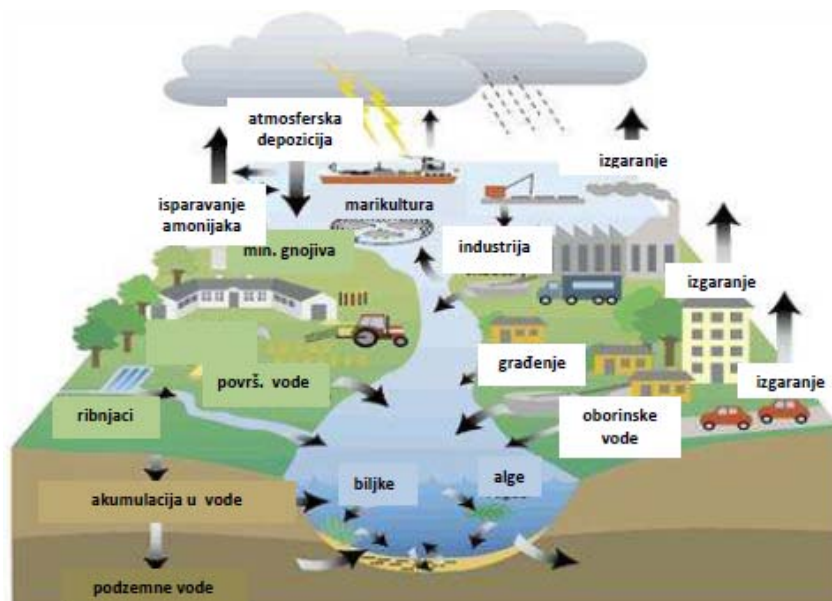 atmosferska
depozicija
izgaranje
isparavanje
amonijaka
marikultura
min. gnojiva
industrija
izgaranje
građenje
izgaranje
površ. vode
ribnjaci
oborinske
vode
biljke
alge
akumulacija u vode
podzemne vode